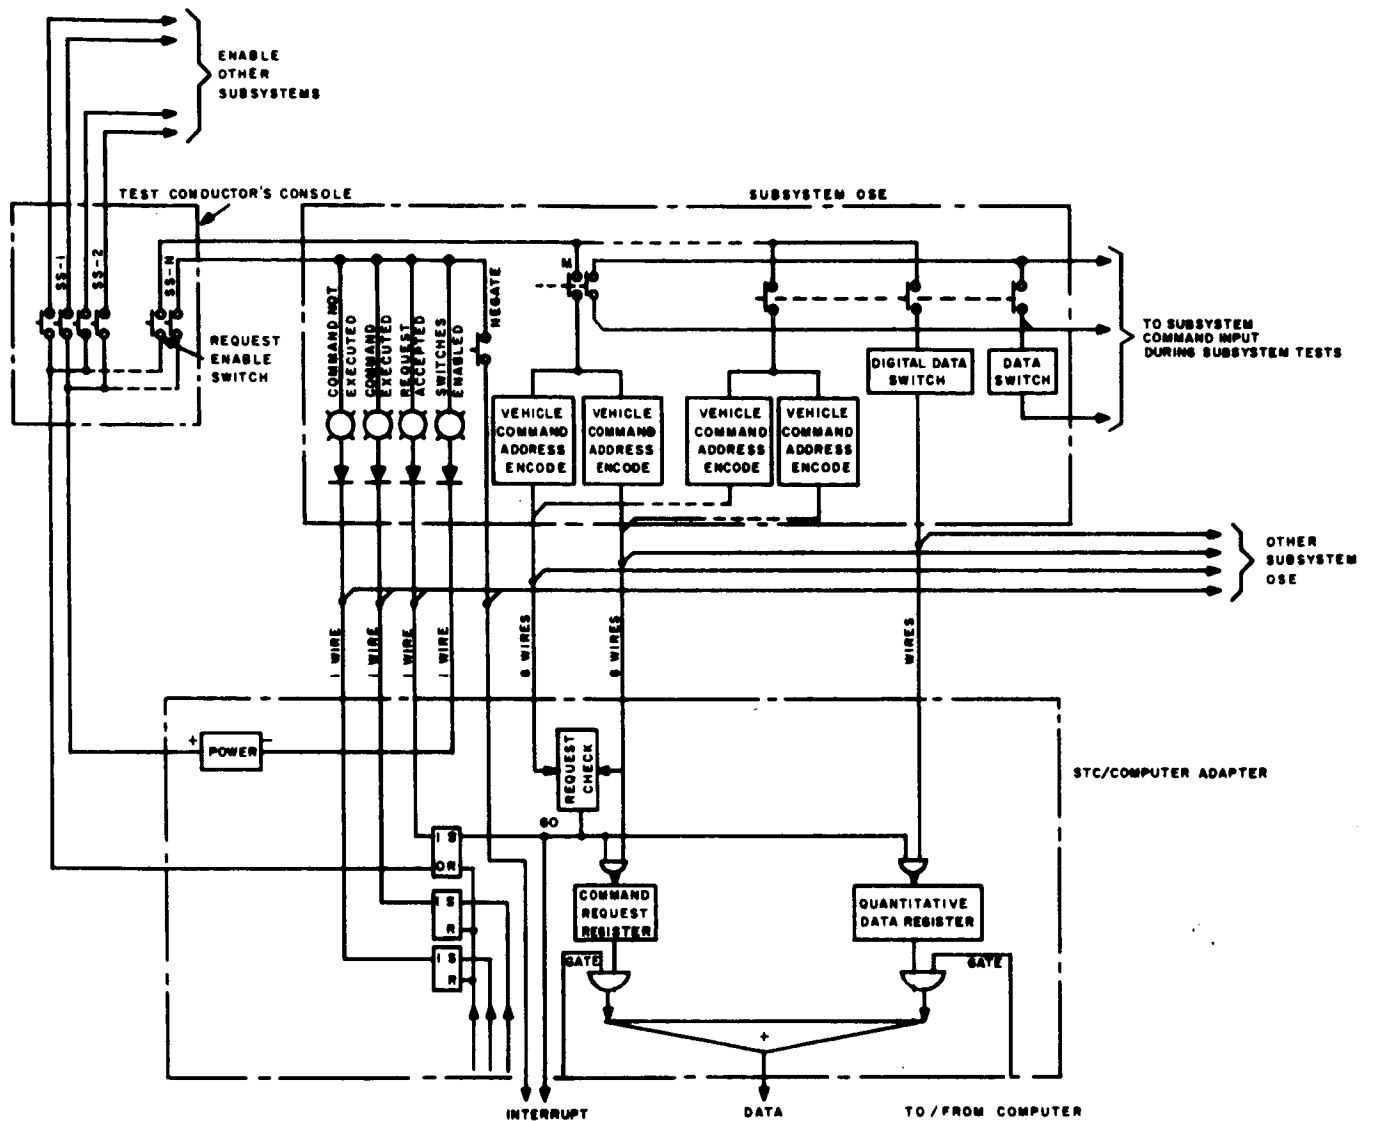 ENABLE
OTHER
SUBSYSTEMS
TEST CONDUCTOR'S CONSOLE
SUBSYSTEM OSE
SS-1
SS-2
SS-N
REQUEST
ENABLE
SWITCH
COMMAND NOT
EXECUTED
COMMAND
EXECUTED
REQUEST
ACCEPTED
SWITCHES
ENABLED
NEGATE
M
TO SUBSYSTEM
COMMAND INPUT
DURING SUBSYSTEM TESTS
DIGITAL DATA
SWITCH
DATA
SWITCH
VEHICLE
COMMAND
ADDRESS
ENCODE
VEHICLE
COMMAND
ADDRESS
ENCODE
VEHICLE
COMMAND
ADDRESS
ENCODE
VEHICLE
COMMAND
ADDRESS
ENCODE
OTHER
SUBSYSTEM
OSE
1 WIRE
1 WIRE
1 WIRE
1 WIRE
8 WIRES
8 WIRES
WIRES
+ POWER −
REQUEST
CHECK
STC/COMPUTER ADAPTER
GO
1 S
OR
1 S
R
1 S
R
COMMAND
REQUEST
REGISTER
QUANTITATIVE
DATA REGISTER
GATE
GATE
+
INTERRUPT
DATA
TO / FROM COMPUTER